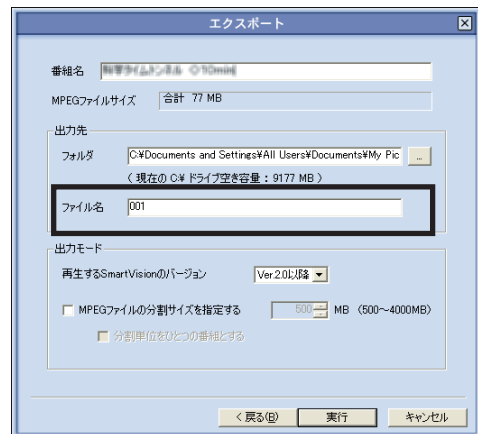 エクスポート
番組名
MPEGファイルサイズ 合計 77 MB
出力先
フォルダ C:¥Documents and Settings¥All Users¥Documents¥My Pic ...
( 現在の C:¥ ドライブ空き容量 : 9177 MB )
ファイル名 001
出力モード
再生するSmartVisionのバージョン Ver.2.0以降
MPEGファイルの分割サイズを指定する 500 MB (500～4000MB)
分割単位をひとつの番組とする
< 戻る(B) 実行 キャンセル